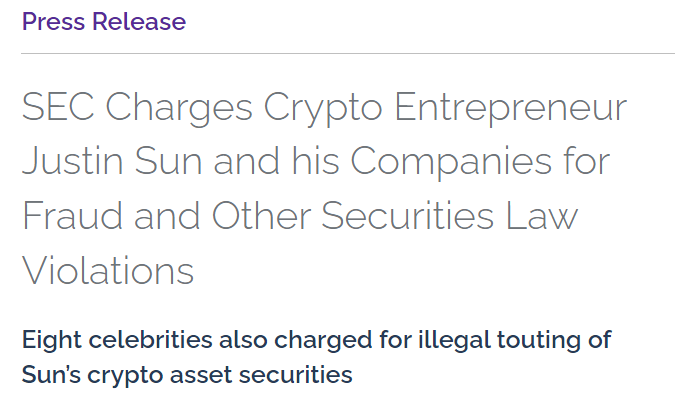 Press Release
SEC Charges Crypto Entrepreneur
Justin Sun and his Companies for
Fraud and Other Securities Law
Violations
Eight celebrities also charged for illegal touting of
Sun’s crypto asset securities